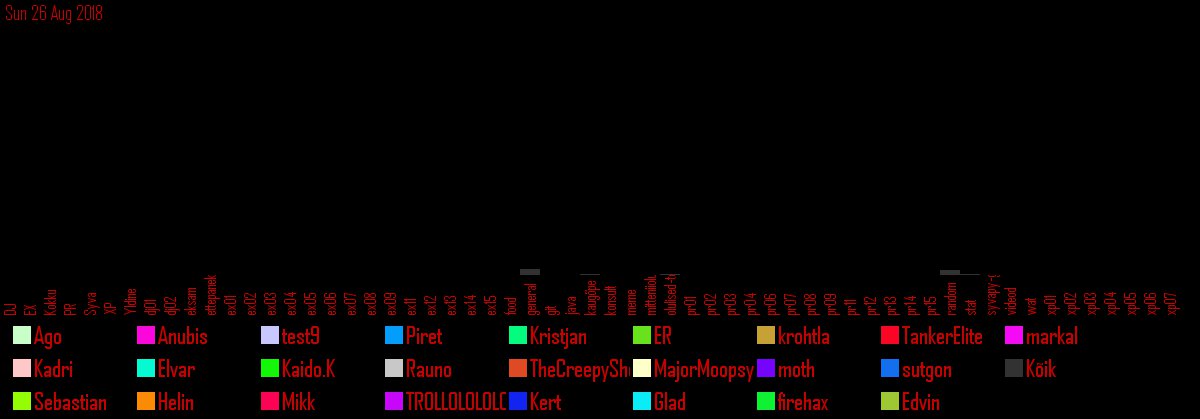 Sun 26 Aug 2018
DJ
EX
Kokku
PR
Syva
XP
Yldine
dj01
dj02
eksam
ettepanek
ex01
ex02
ex03
ex04
ex05
ex06
ex07
ex08
ex09
ex11
ex12
ex13
ex14
ex15
food
general
git
java
kaugõpe
konsult
meme
pr01
pr02
pr03
pr04
pr06
pr07
pr08
pr09
pr11
pr12
pr13
pr14
pr15
random
stat
videod
waf
xp01
xp02
xp03
xp04
xp05
xp06
xp07
Ago Anubis test9 Piret Kristjan ER krohtla TankerElite markal
Kadri Elvar Kaido.K Rauno TheCreepySh MajorMoopsy moth sutgon Kõik
Sebastian Helin Mikk TROLLOLOLOLO Kert Glad firehax Edvin